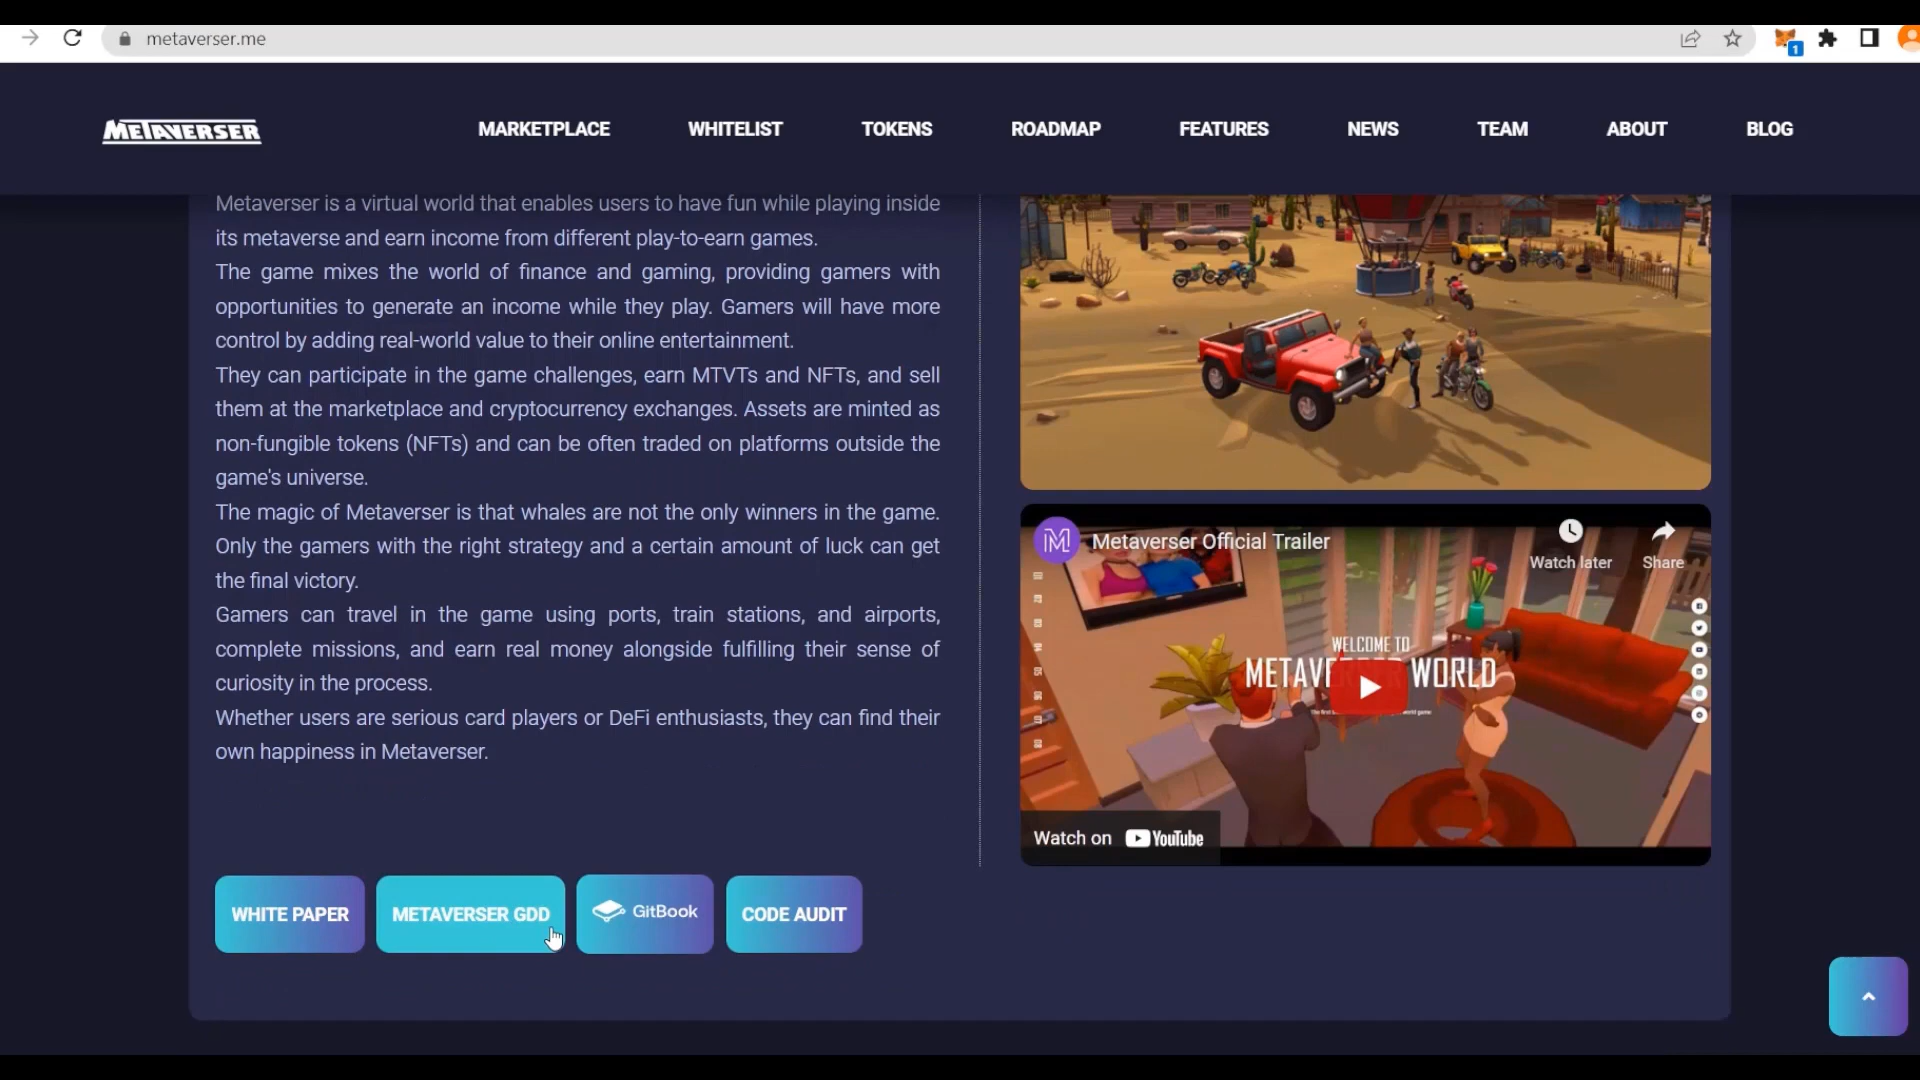 metaverser.me
1
METAVERSER
MARKETPLACE
WHITELIST
TOKENS
ROADMAP
FEATURES
NEWS
TEAM
ABOUT
BLOG
Metaverser is a virtual world that enables users to have fun while playing inside
its metaverse and earn income from different play-to-earn games.
The game mixes the world of finance and gaming, providing gamers with
opportunities to generate an income while they play. Gamers will have more
control by adding real-world value to their online entertainment.
They can participate in the game challenges, earn MTVTs and NFTs, and sell
them at the marketplace and cryptocurrency exchanges. Assets are minted as
non-fungible tokens (NFTs) and can be often traded on platforms outside the
game's universe.
The magic of Metaverser is that whales are not the only winners in the game.
Only the gamers with the right strategy and a certain amount of luck can get
the final victory.
Gamers can travel in the game using ports, train stations, and airports,
complete missions, and earn real money alongside fulfilling their sense of
curiosity in the process.
Whether users are serious card players or DeFi enthusiasts, they can find their
own happiness in Metaverser.
Metaverser Official Trailer
Watch later
Share
WELCOME TO
WORLD
Watch on YouTube
WHITE PAPER
METAVERSER GDD
GitBook
CODE AUDIT